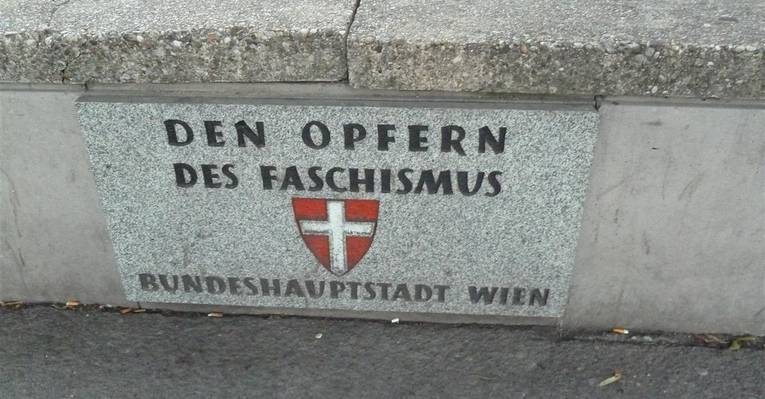 DEN OPFERN
DES FASCHISMUS
BUNDESHAUPTSTADT WIEN